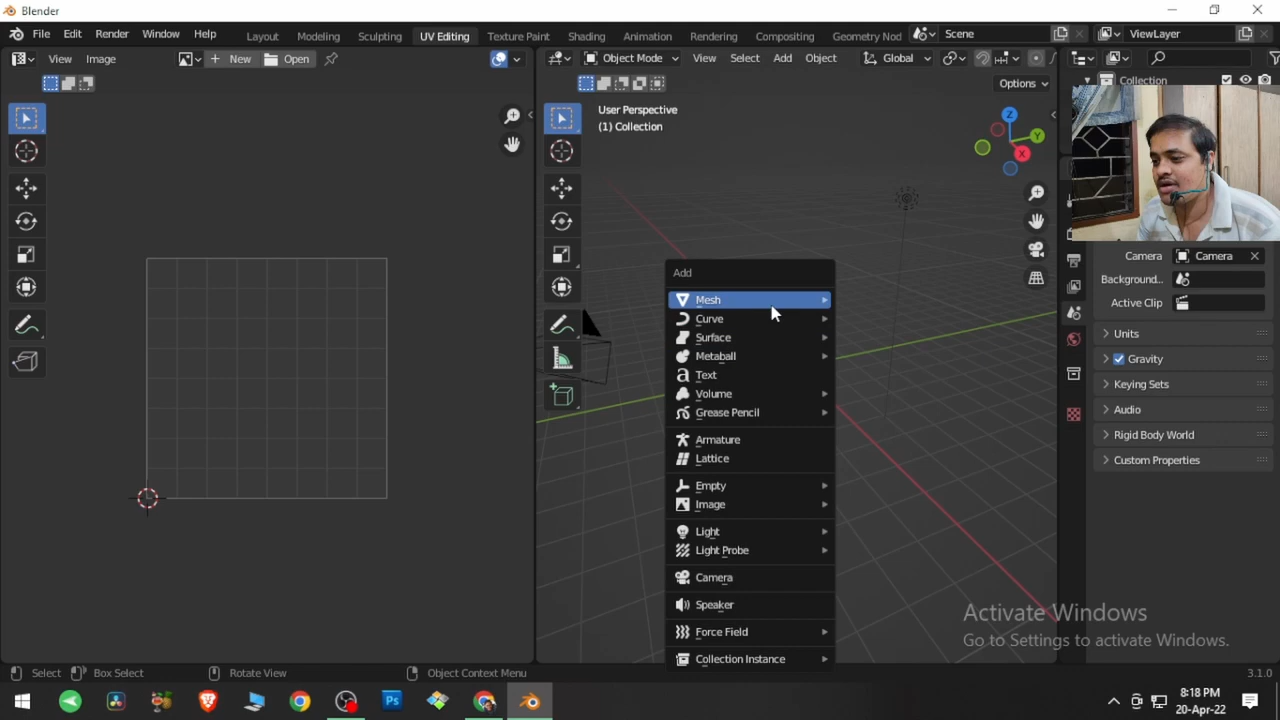 Blender
File Edit Render Window Help Layout Modeling Sculpting UV Editing Texture Paint Shading Animation Rendering Compositing Geometry Nod Scene ViewLayer
View Image New Open Object Mode View Select Add Object Global
Options
User Perspective
(1) Collection
Collection
Z
Y
X
Add
Mesh
Curve
Surface
Metaball
Text
Volume
Grease Pencil
Armature
Lattice
Empty
Image
Light
Light Probe
Camera
Speaker
Force Field
Collection Instance
Camera Camera
Background...
Active Clip
Units
Gravity
Keying Sets
Audio
Rigid Body World
Custom Properties
Activate Windows
Go to Settings to activate Windows.
Select Box Select Rotate View Object Context Menu 3.1.0
Ps
8:18 PM
20-Apr-22